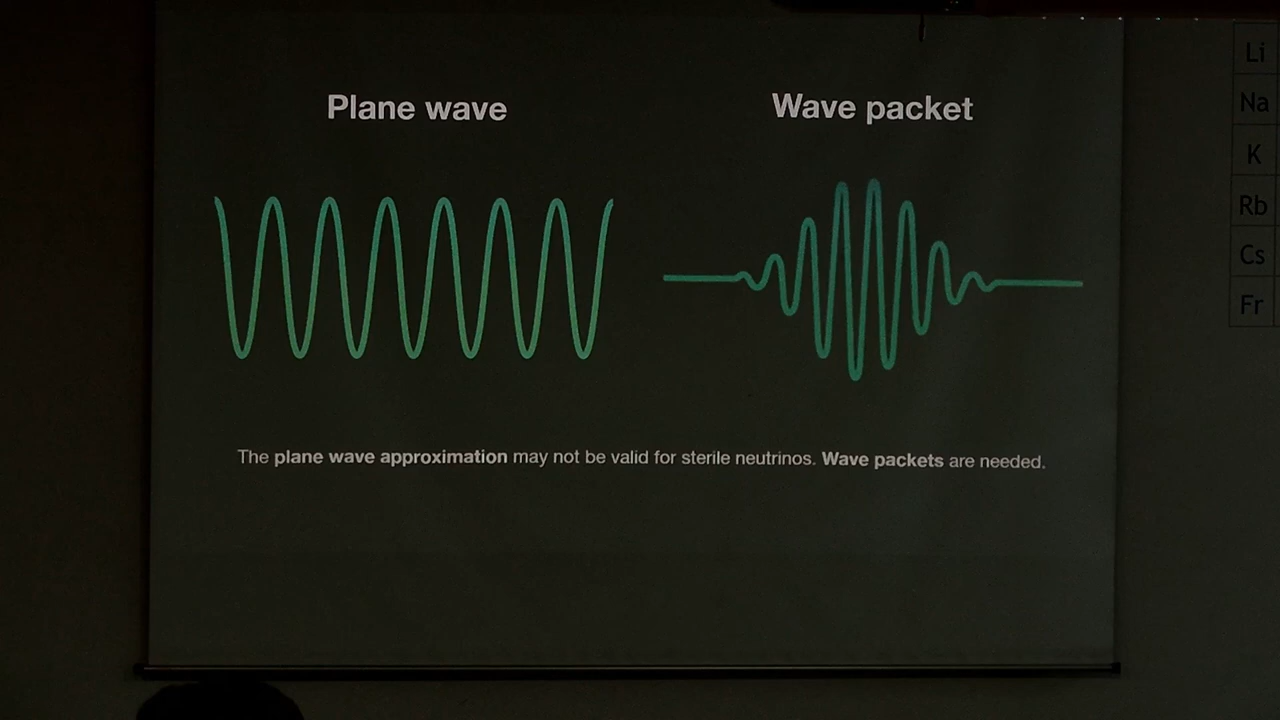 Plane wave
Wave packet
The plane wave approximation may not be valid for sterile neutrinos. Wave packets are needed.
Li
Na
K
Rb
Cs
Fr